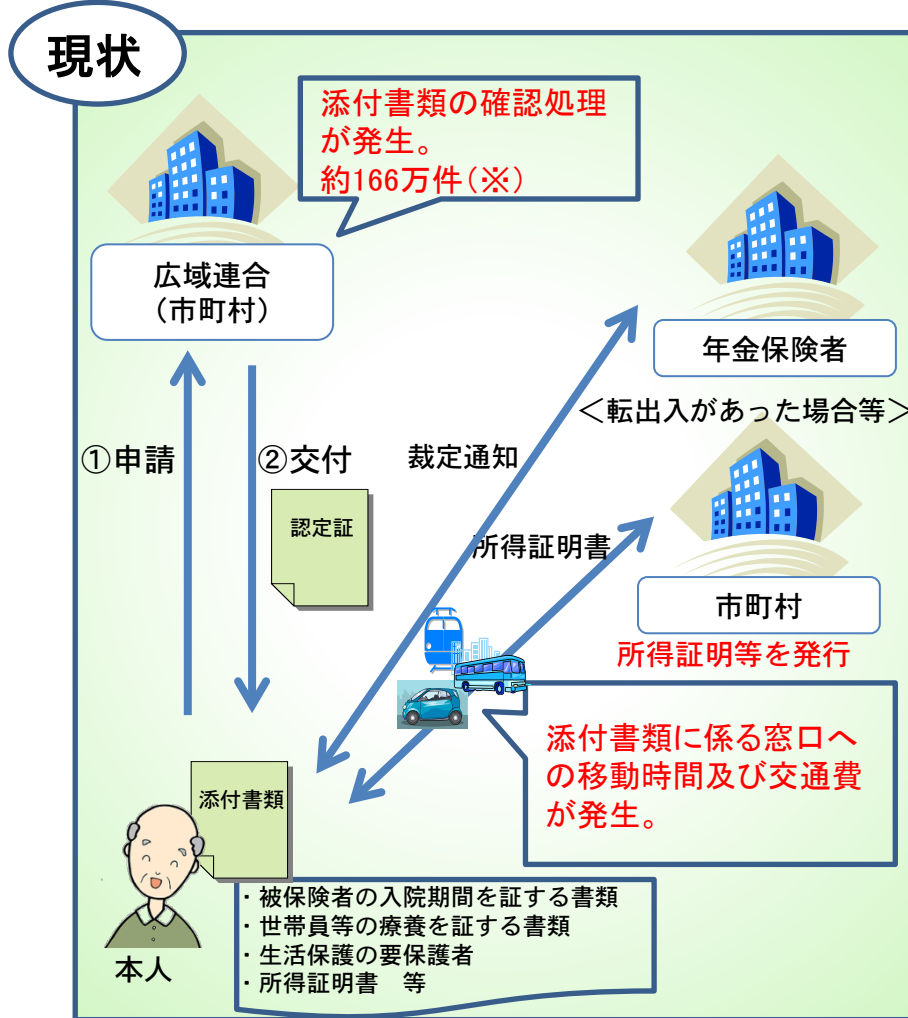 現状
添付書類の確認処理
が発生。
約166万件(※)
広域連合
(市町村)
年金保険者
<転出入があった場合等>
①申請
②交付
裁定通知
認定証
所得証明書
市町村
所得証明等を発行
添付書類に係る窓口へ
の移動時間及び交通費
が発生。
添付書類
本人
・被保険者の入院期間を証する書類
・世帯員等の療養を証する書類
・生活保護の要保護者
・所得証明書 等